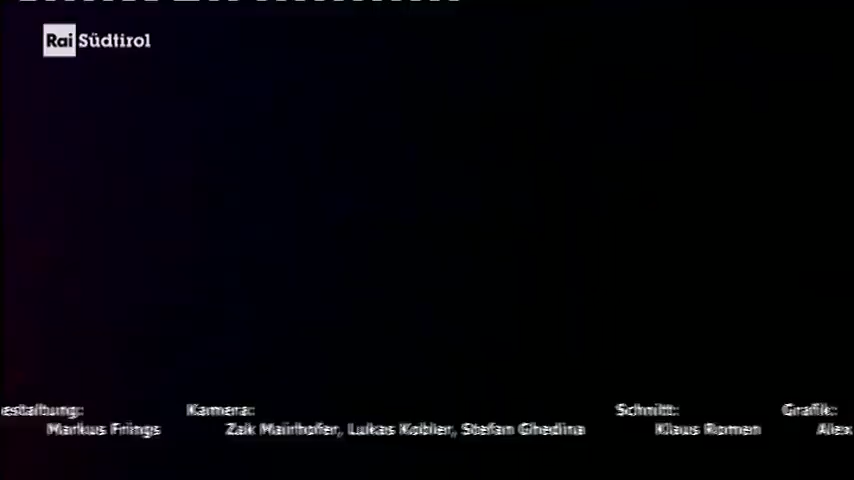 Rai Südtirol
estaltung: Kamera: Schnitt: Grafik:
Markus Frings Zak Mairhofer, Lukas Kobler, Stefan Ghedina Klaus Romen Alex